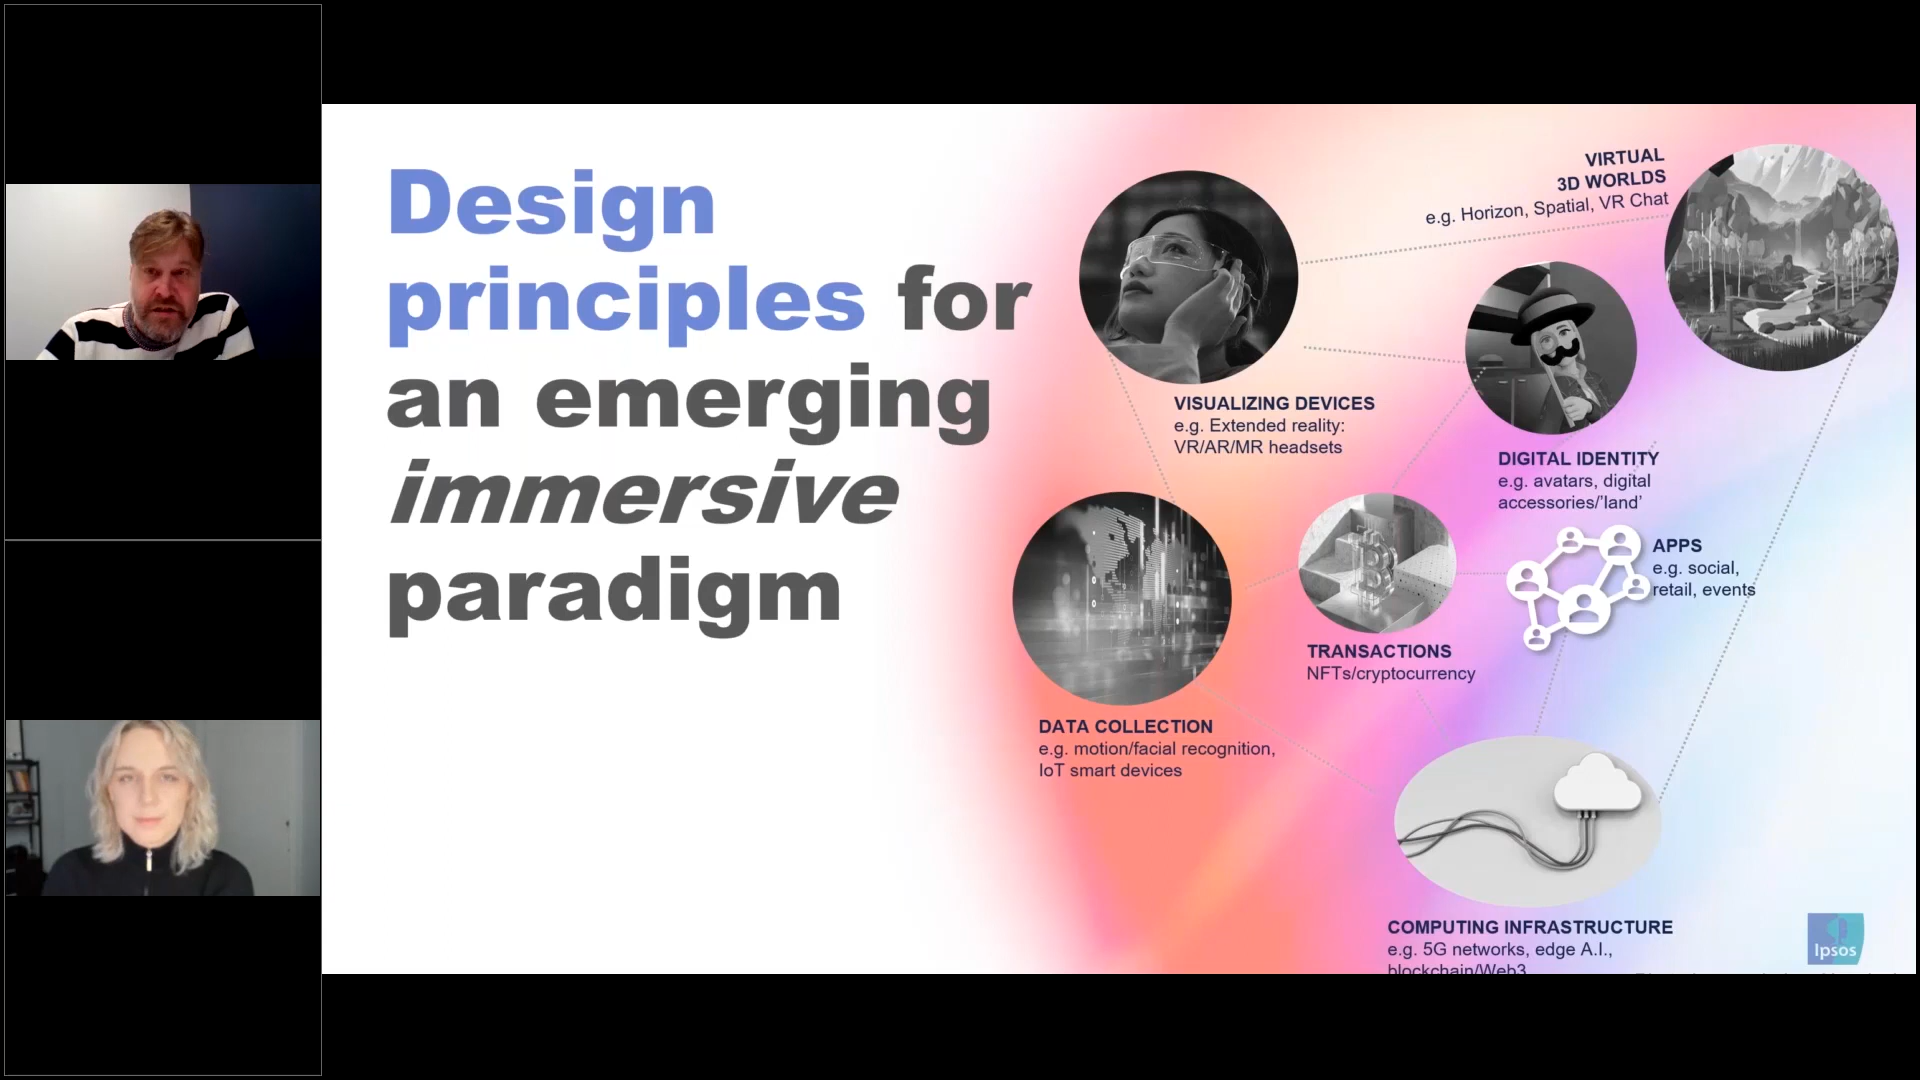 Design
principles for
an emerging
immersive
paradigm
VIRTUAL
3D WORLDS
e.g. Horizon, Spatial, VR Chat
VISUALIZING DEVICES
e.g. Extended reality:
VR/AR/MR headsets
DIGITAL IDENTITY
e.g. avatars, digital
accessories/'land'
APPS
e.g. social,
retail, events
TRANSACTIONS
NFTs/cryptocurrency
DATA COLLECTION
e.g. motion/facial recognition,
IoT smart devices
COMPUTING INFRASTRUCTURE
e.g. 5G networks, edge A.I.,
blockchain/Web3
Ipsos